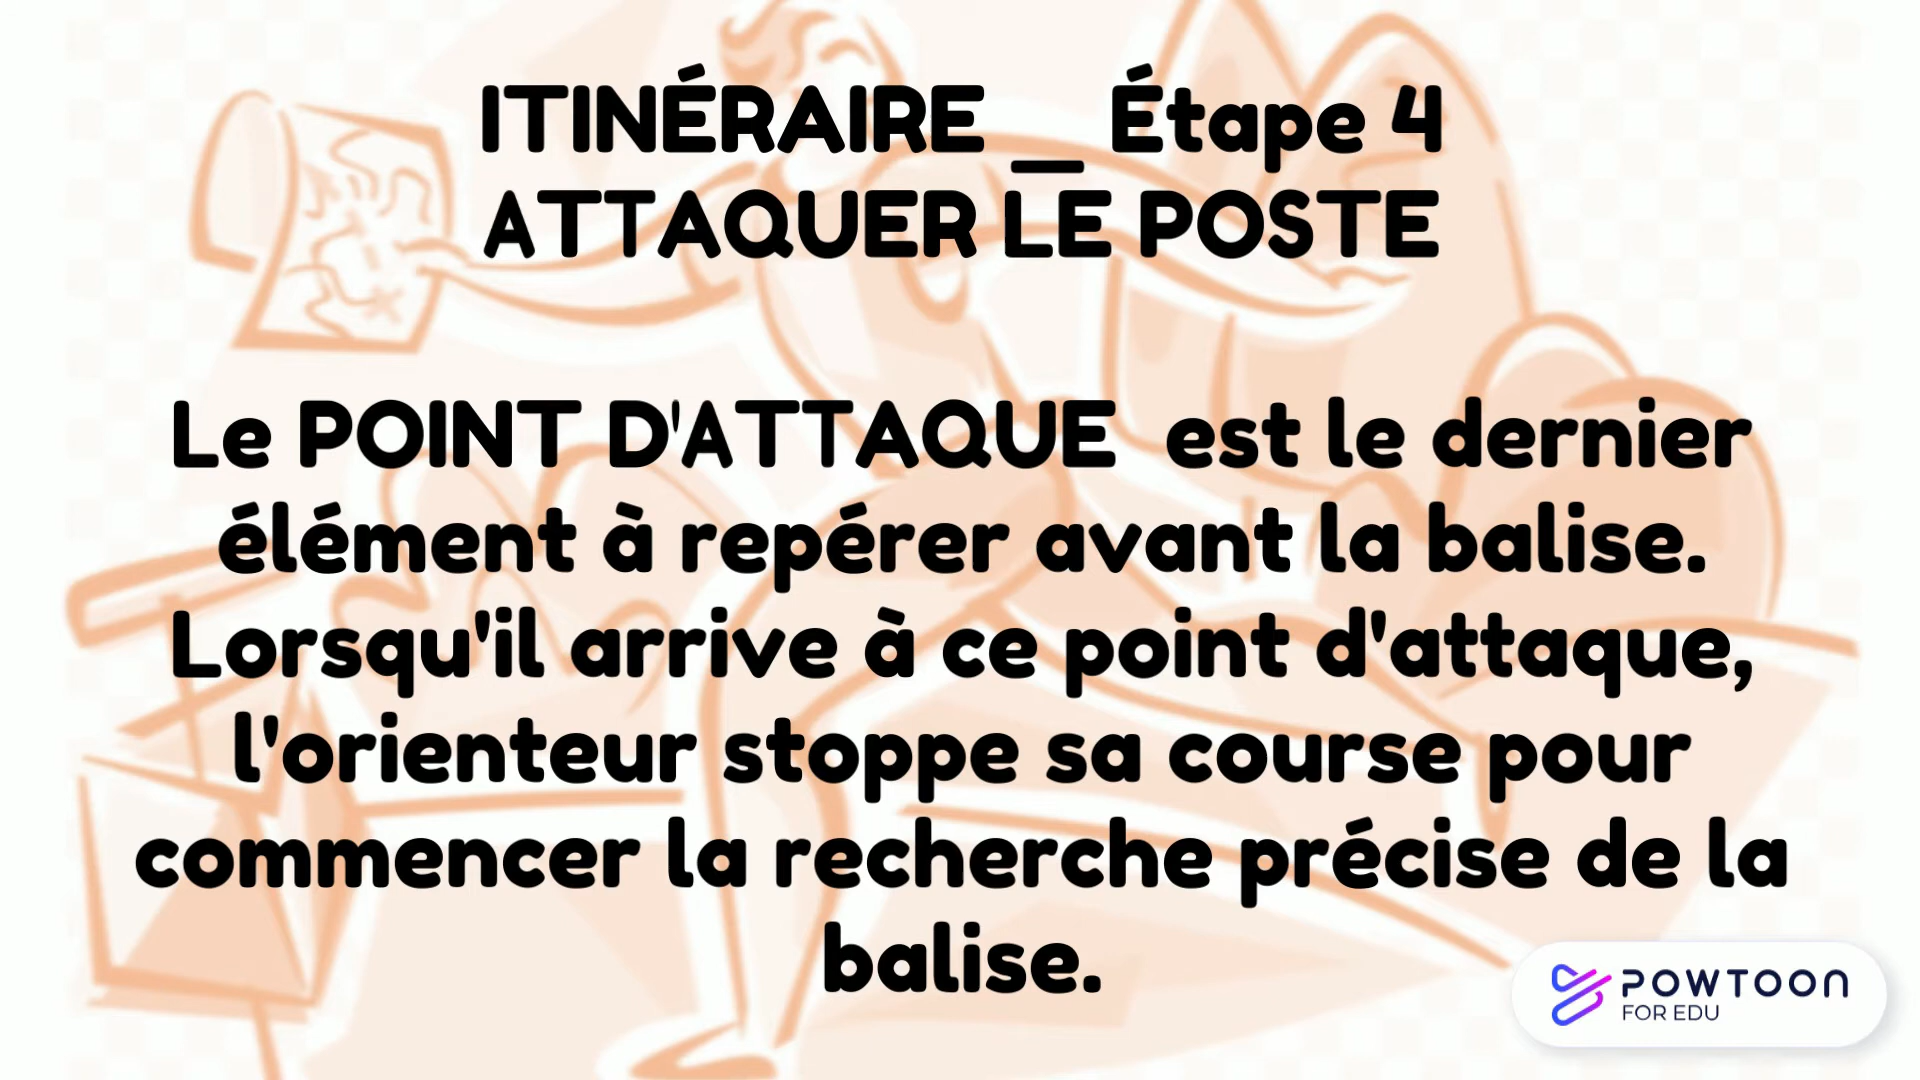 ITINÉRAIRE _ Étape 4
ATTAQUER LE POSTE
Le POINT D'ATTAQUE est le dernier
élément à repérer avant la balise.
Lorsqu'il arrive à ce point d'attaque,
l'orienteur stoppe sa course pour
commencer la recherche précise de la
balise.
POWTOON
FOR EDU